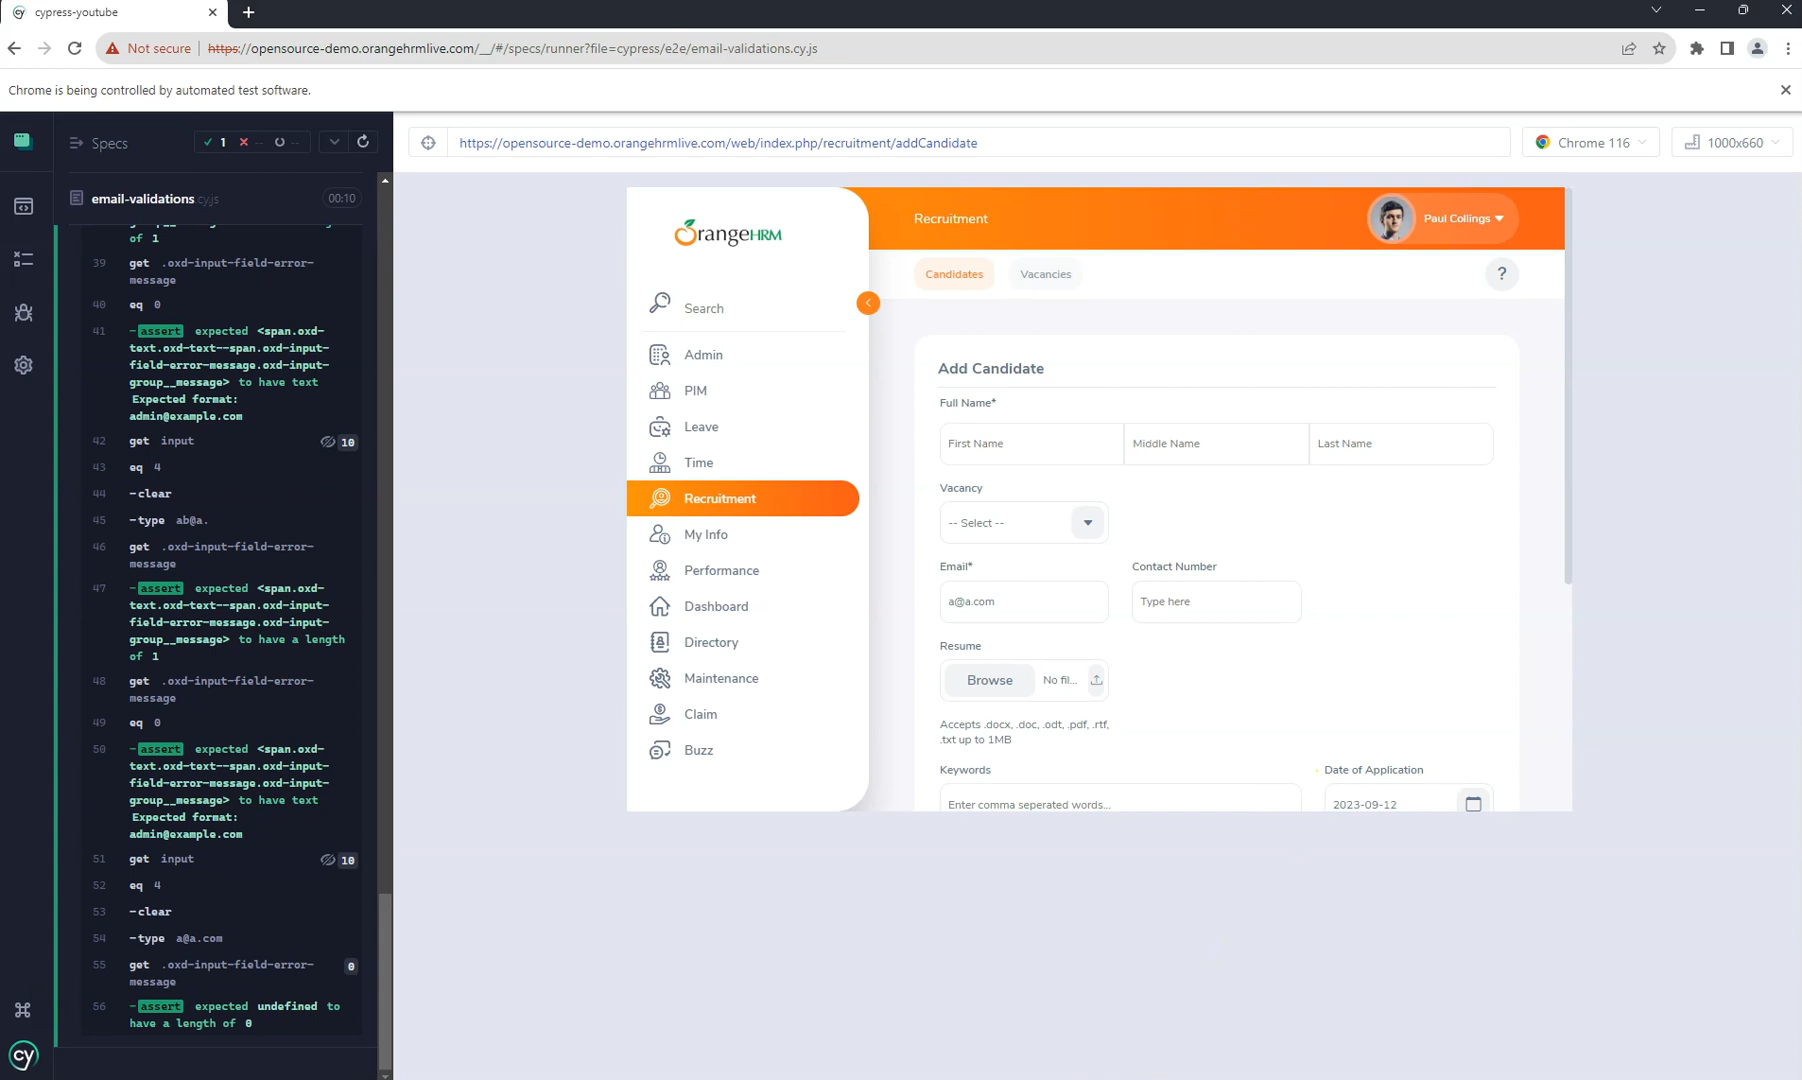 cypress-youtube
Not secure
https://opensource-demo.orangehrmlive.com/__/#/specs/runner?file=cypress/e2e/email-validations.cy.js
Chrome is being controlled by automated test software.
Specs
1 -- --
email-validations.cy.js 00:10
of 1
39 get .oxd-input-field-error-
message
40 eq 0
41 -assert expected <span.oxd-
text.oxd-text--span.oxd-input-
field-error-message.oxd-input-
group__message> to have text
Expected format:
admin@example.com
42 get input 10
43 eq 4
44 -clear
45 -type ab@a.
46 get .oxd-input-field-error-
message
47 -assert expected <span.oxd-
text.oxd-text--span.oxd-input-
field-error-message.oxd-input-
group__message> to have a length
of 1
48 get .oxd-input-field-error-
message
49 eq 0
50 -assert expected <span.oxd-
text.oxd-text--span.oxd-input-
field-error-message.oxd-input-
group__message> to have text
Expected format:
admin@example.com
51 get input 10
52 eq 4
53 -clear
54 -type a@a.com
55 get .oxd-input-field-error- 0
message
56 -assert expected undefined to
have a length of 0
cy
https://opensource-demo.orangehrmlive.com/web/index.php/recruitment/addCandidate
Chrome 116
1000x660
OrangeHRM
Search
Admin
PIM
Leave
Time
Recruitment
My Info
Performance
Dashboard
Directory
Maintenance
Claim
Buzz
Recruitment
Paul Collings
Candidates
Vacancies
?
Add Candidate
Full Name*
First Name
Middle Name
Last Name
Vacancy
-- Select --
Email*
Contact Number
a@a.com
Type here
Resume
Browse
No fil...
Accepts .docx, .doc, .odt, .pdf, .rtf,
.txt up to 1MB
Keywords
Date of Application
Enter comma seperated words...
2023-09-12